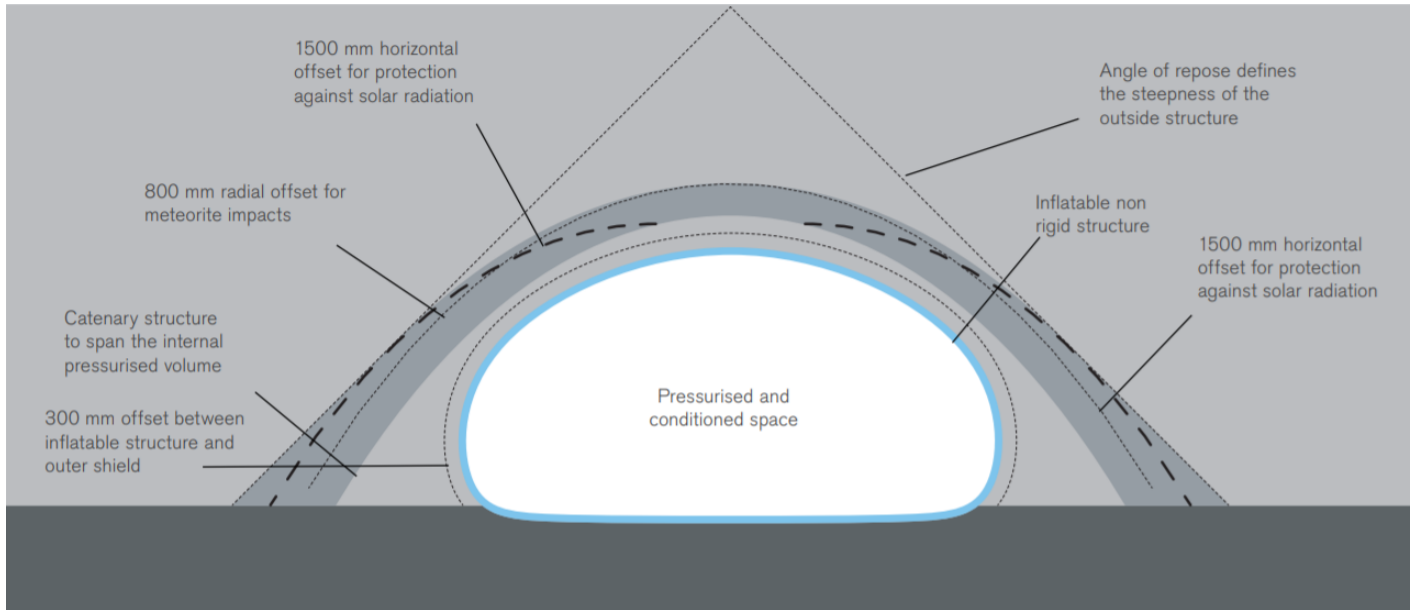 1500 mm horizontal
offset for protection
against solar radiation
Angle of repose defines
the steepness of the
outside structure
800 mm radial offset for
meteorite impacts
Inflatable non
rigid structure
1500 mm horizontal
offset for protection
against solar radiation
Catenary structure
to span the internal
pressurised volume
300 mm offset between
inflatable structure and
outer shield
Pressurised and
conditioned space